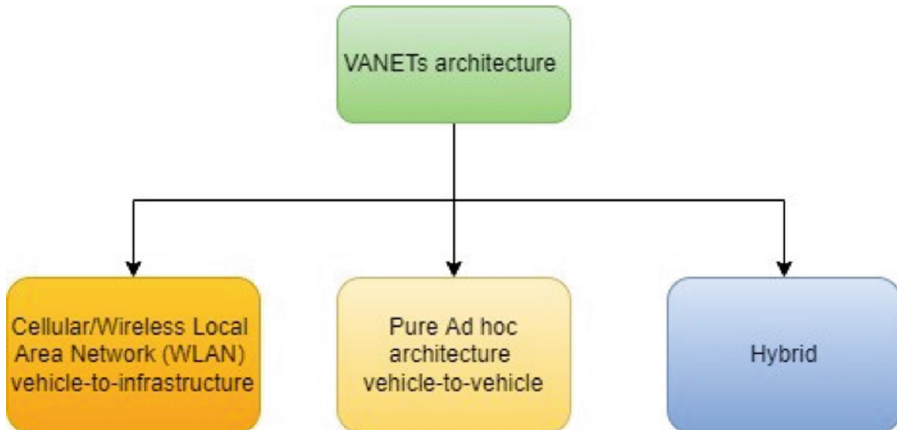 VANETs architecture
Cellular/Wireless Local
Area Network (WLAN)
vehicle-to-infrastructure
Pure Ad hoc
architecture
vehicle-to-vehicle
Hybrid